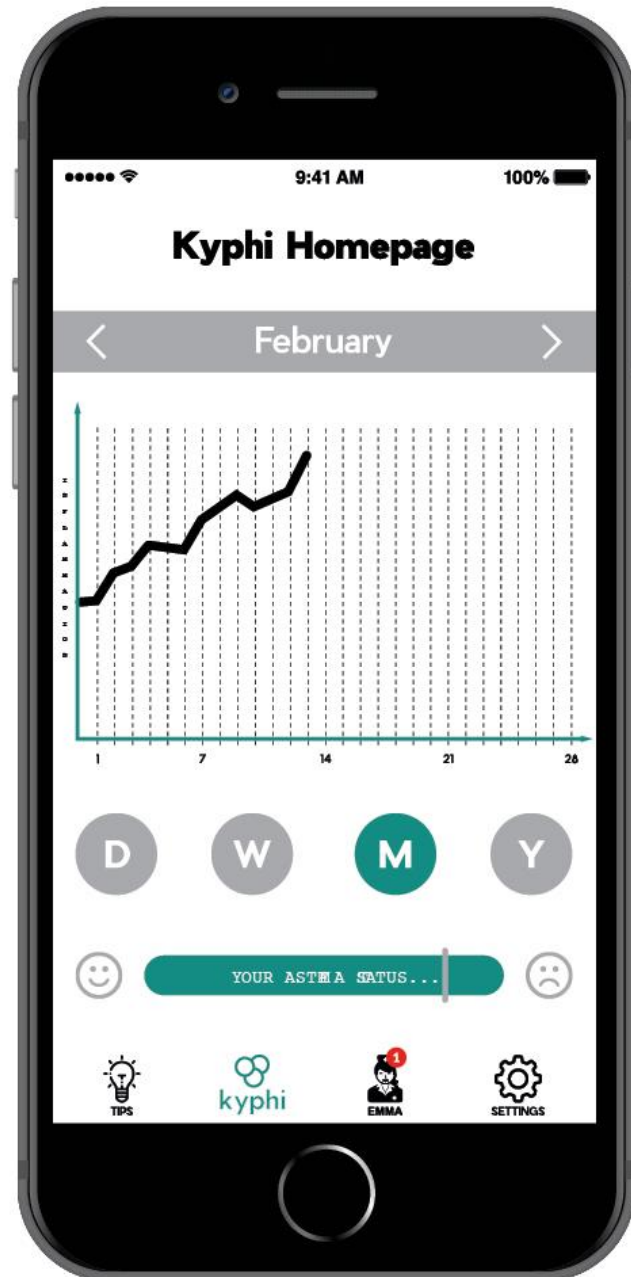 9:41 AM 100%
Kyphi Homepage
February
1 7 14 21 28
D W M Y
YOUR ASTHMA STATUS...
1
TIPS kyphi EMMA SETTINGS